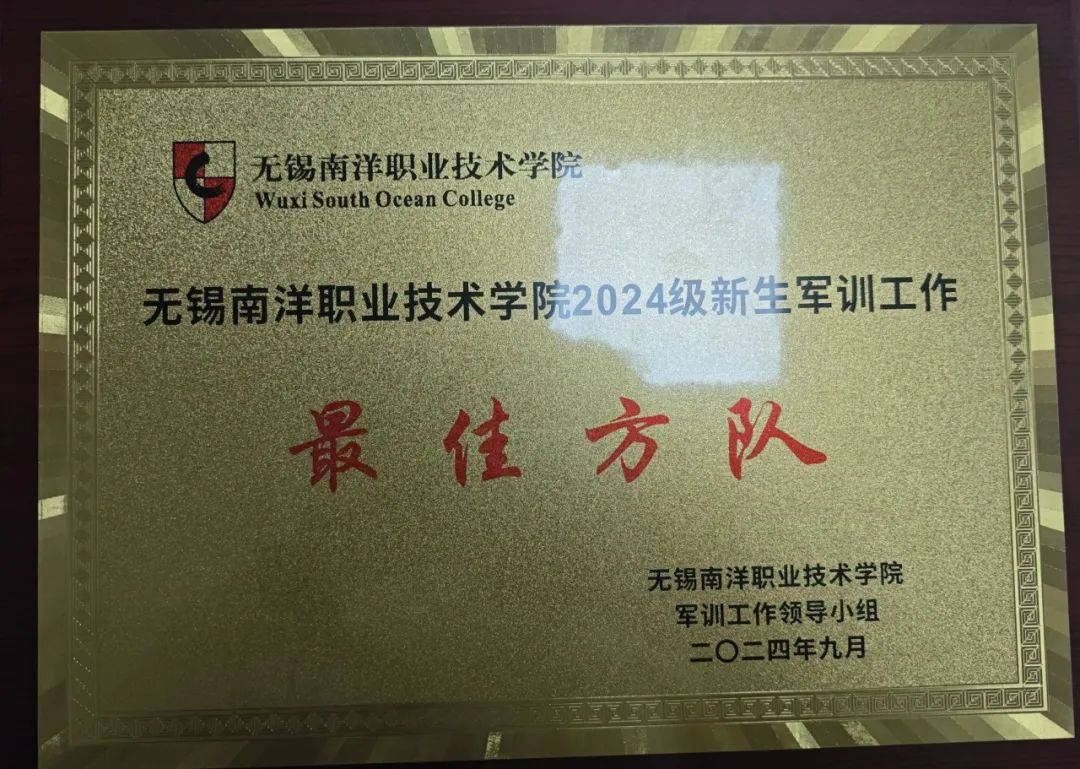 无锡南洋职业技术学院
Wuxi South Ocean College
无锡南洋职业技术学院2024级新生军训工作
最佳方队
无锡南洋职业技术学院
军训工作领导小组
二〇二四年九月